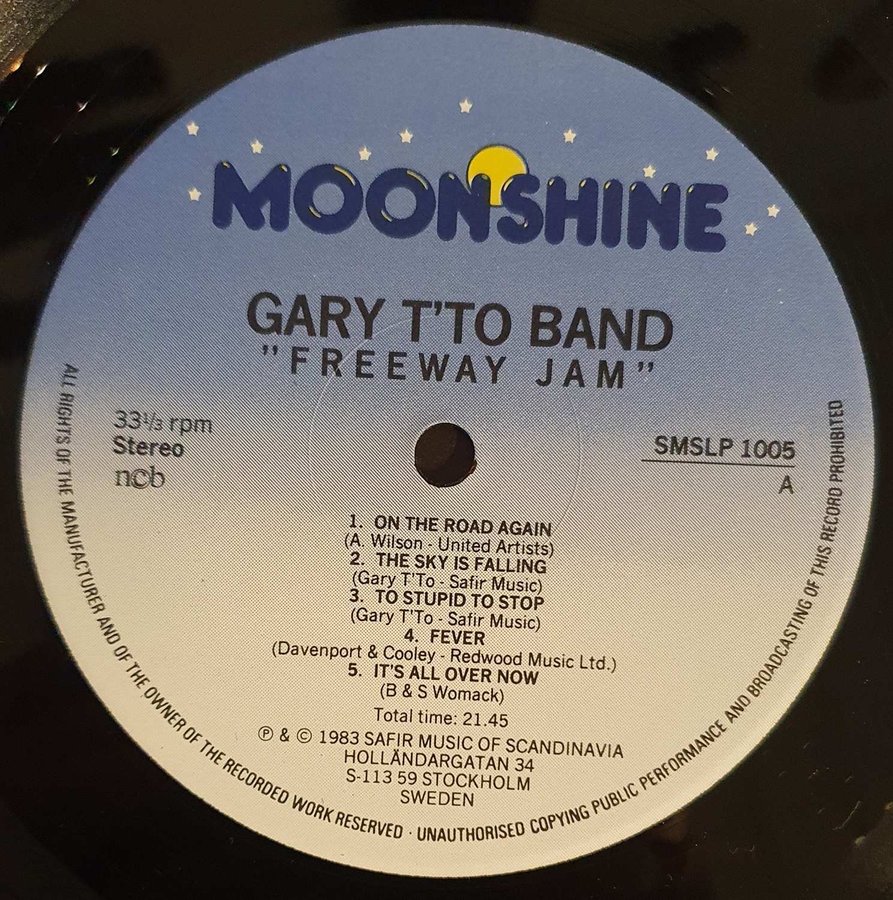 MOONSHINE
GARY T'TO BAND
"FREEWAY JAM"
33⅓ rpm
Stereo
ncb
SMSLP 1005
A
1. ON THE ROAD AGAIN
(A. Wilson - United Artists)
2. THE SKY IS FALLING
(Gary T'To - Safir Music)
3. TO STUPID TO STOP
(Gary T'To - Safir Music)
4. FEVER
(Davenport & Cooley - Redwood Music Ltd.)
5. IT'S ALL OVER NOW
(B & S Womack)
Total time: 21.45
℗ & © 1983 SAFIR MUSIC OF SCANDINAVIA
HOLLÄNDARGATAN 34
S-113 59 STOCKHOLM
SWEDEN
ALL RIGHTS OF THE MANUFACTURER AND OF THE OWNER OF THE RECORDED WORK RESERVED · UNAUTHORISED COPYING PUBLIC PERFORMANCE AND BROADCASTING OF THIS RECORD PROHIBITED